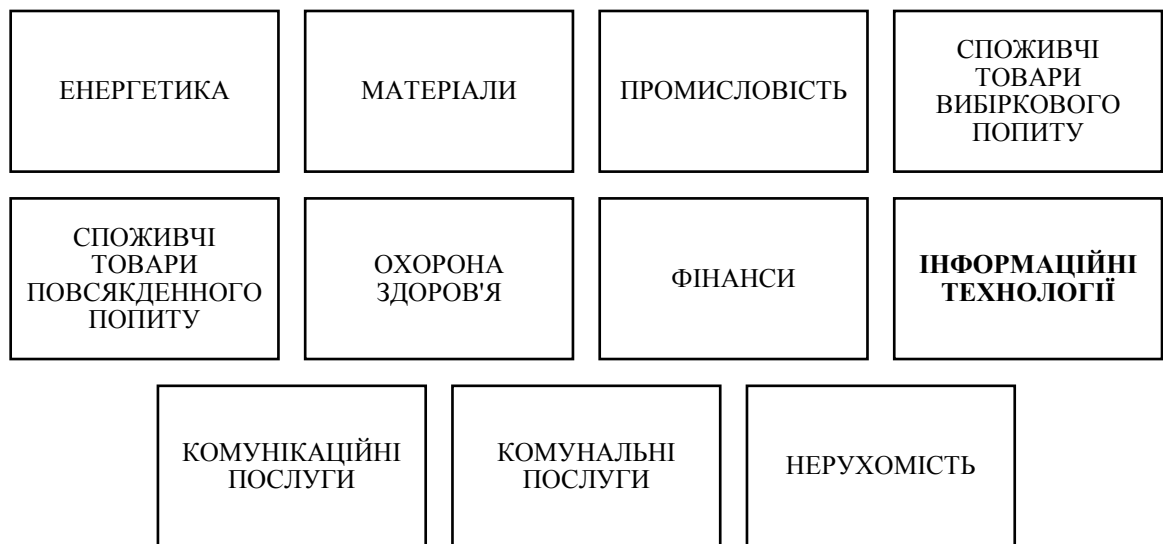 ЕНЕРГЕТИКА
МАТЕРІАЛИ
ПРОМИСЛОВІСТЬ
СПОЖИВЧІ
ТОВАРИ
ВИБІРКОВОГО
ПОПИТУ
СПОЖИВЧІ
ТОВАРИ
ПОВСЯКДЕННОГО
ПОПИТУ
ОХОРОНА
ЗДОРОВ'Я
ФІНАНСИ
ІНФОРМАЦІЙНІ
ТЕХНОЛОГІЇ
КОМУНІКАЦІЙНІ
ПОСЛУГИ
КОМУНАЛЬНІ
ПОСЛУГИ
НЕРУХОМІСТЬ